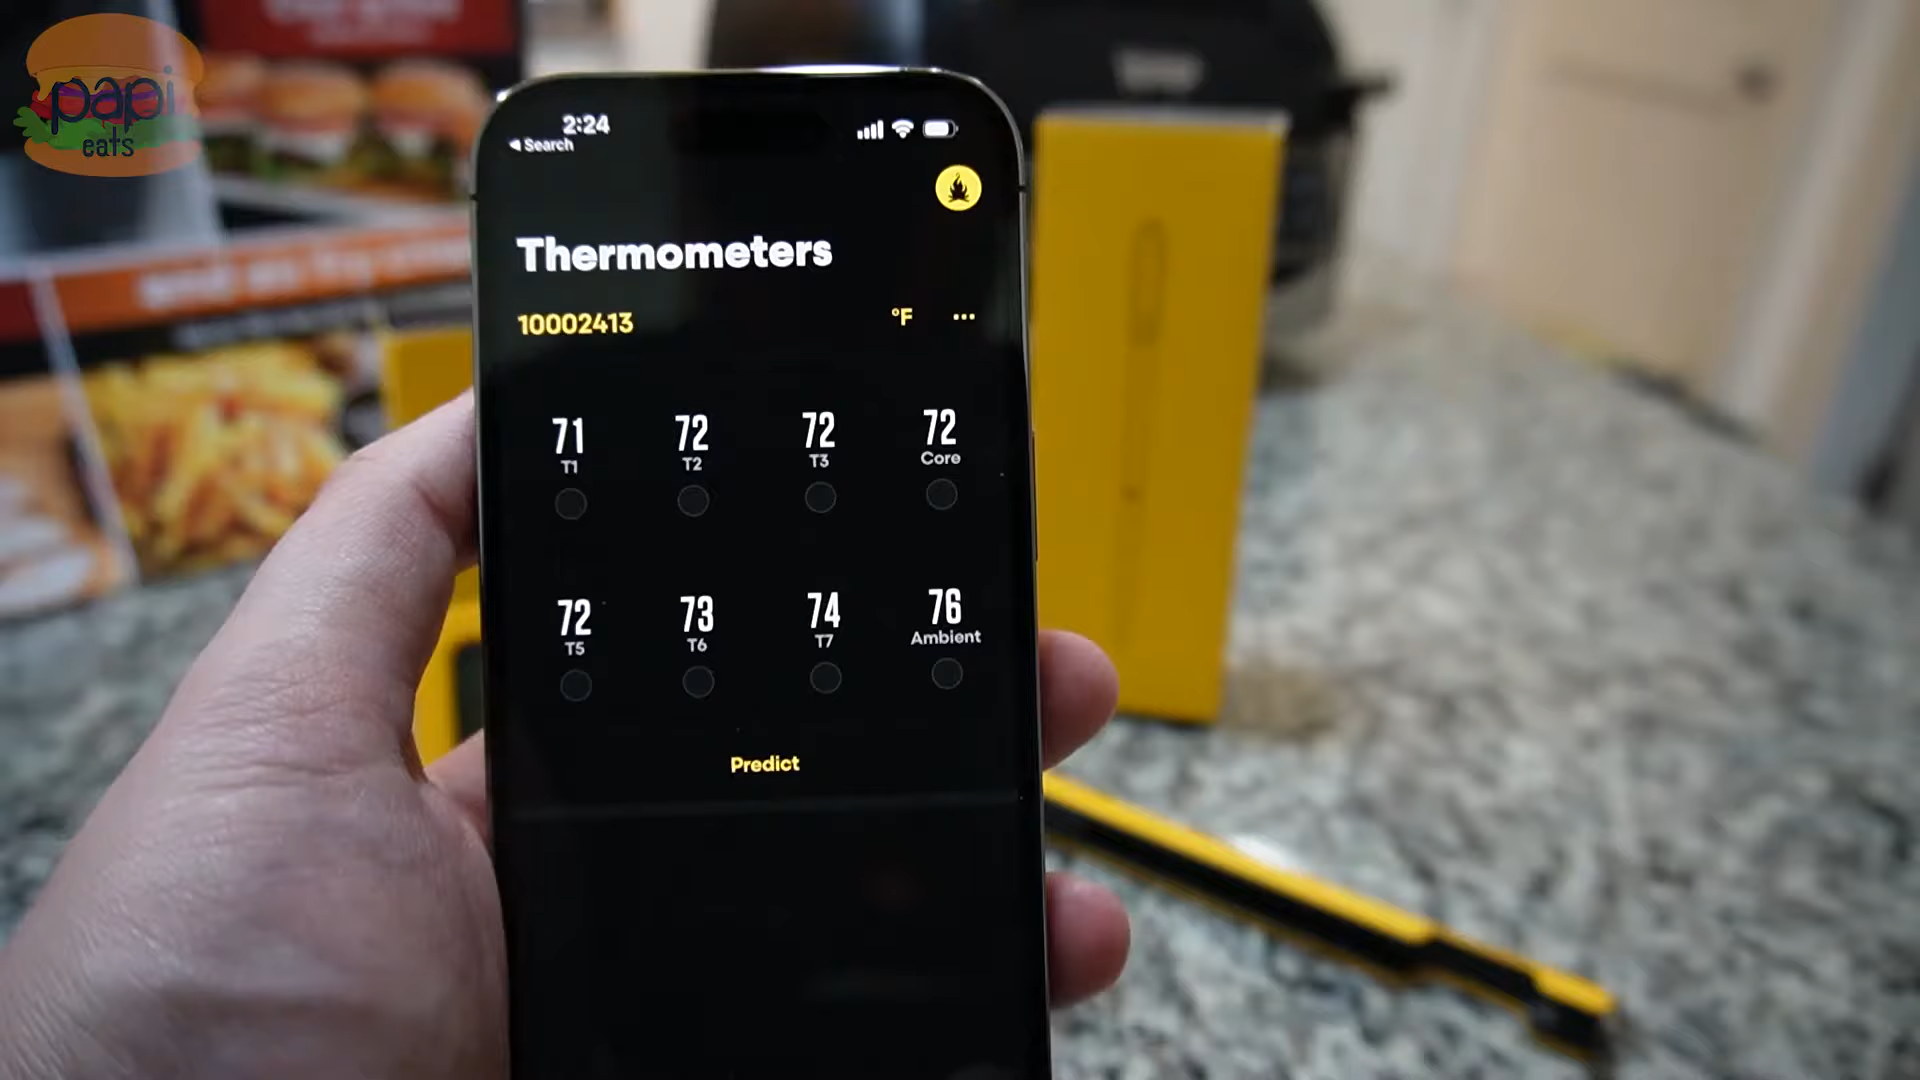 papi
eats
2:24
Search
Thermometers
10002413 °F ...
71 72 72 72
T1 T2 T3 Core
72 73 74 76
T5 T6 T7 Ambient
Predict